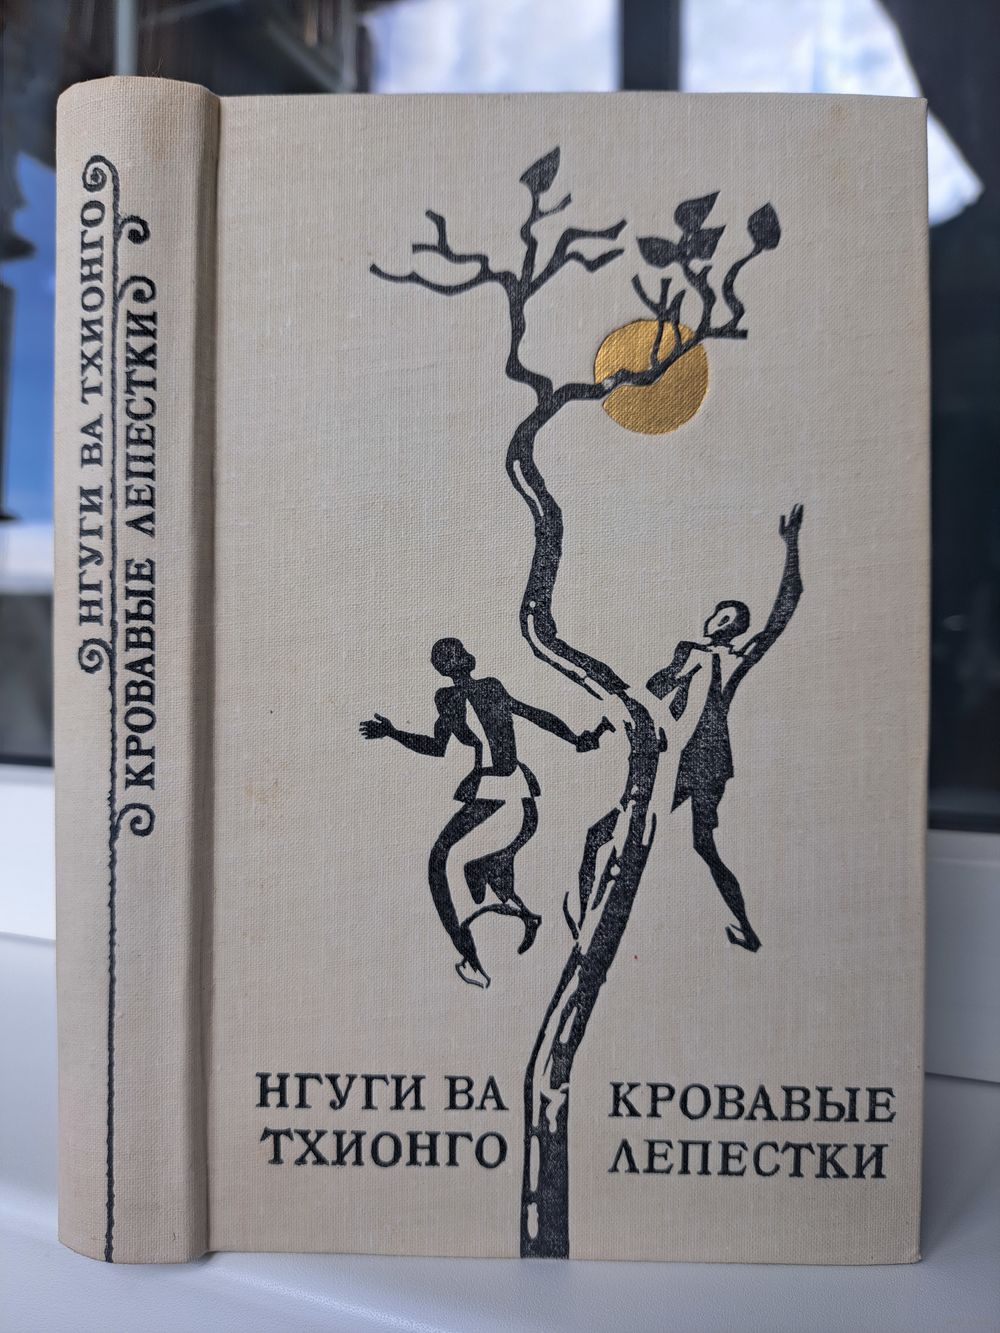 НГУГИ ВА ТХИОНГО
КРОВАВЫЕ ЛЕПЕСТКИ
НГУГИ ВА
ТХИОНГО
КРОВАВЫЕ
ЛЕПЕСТКИ